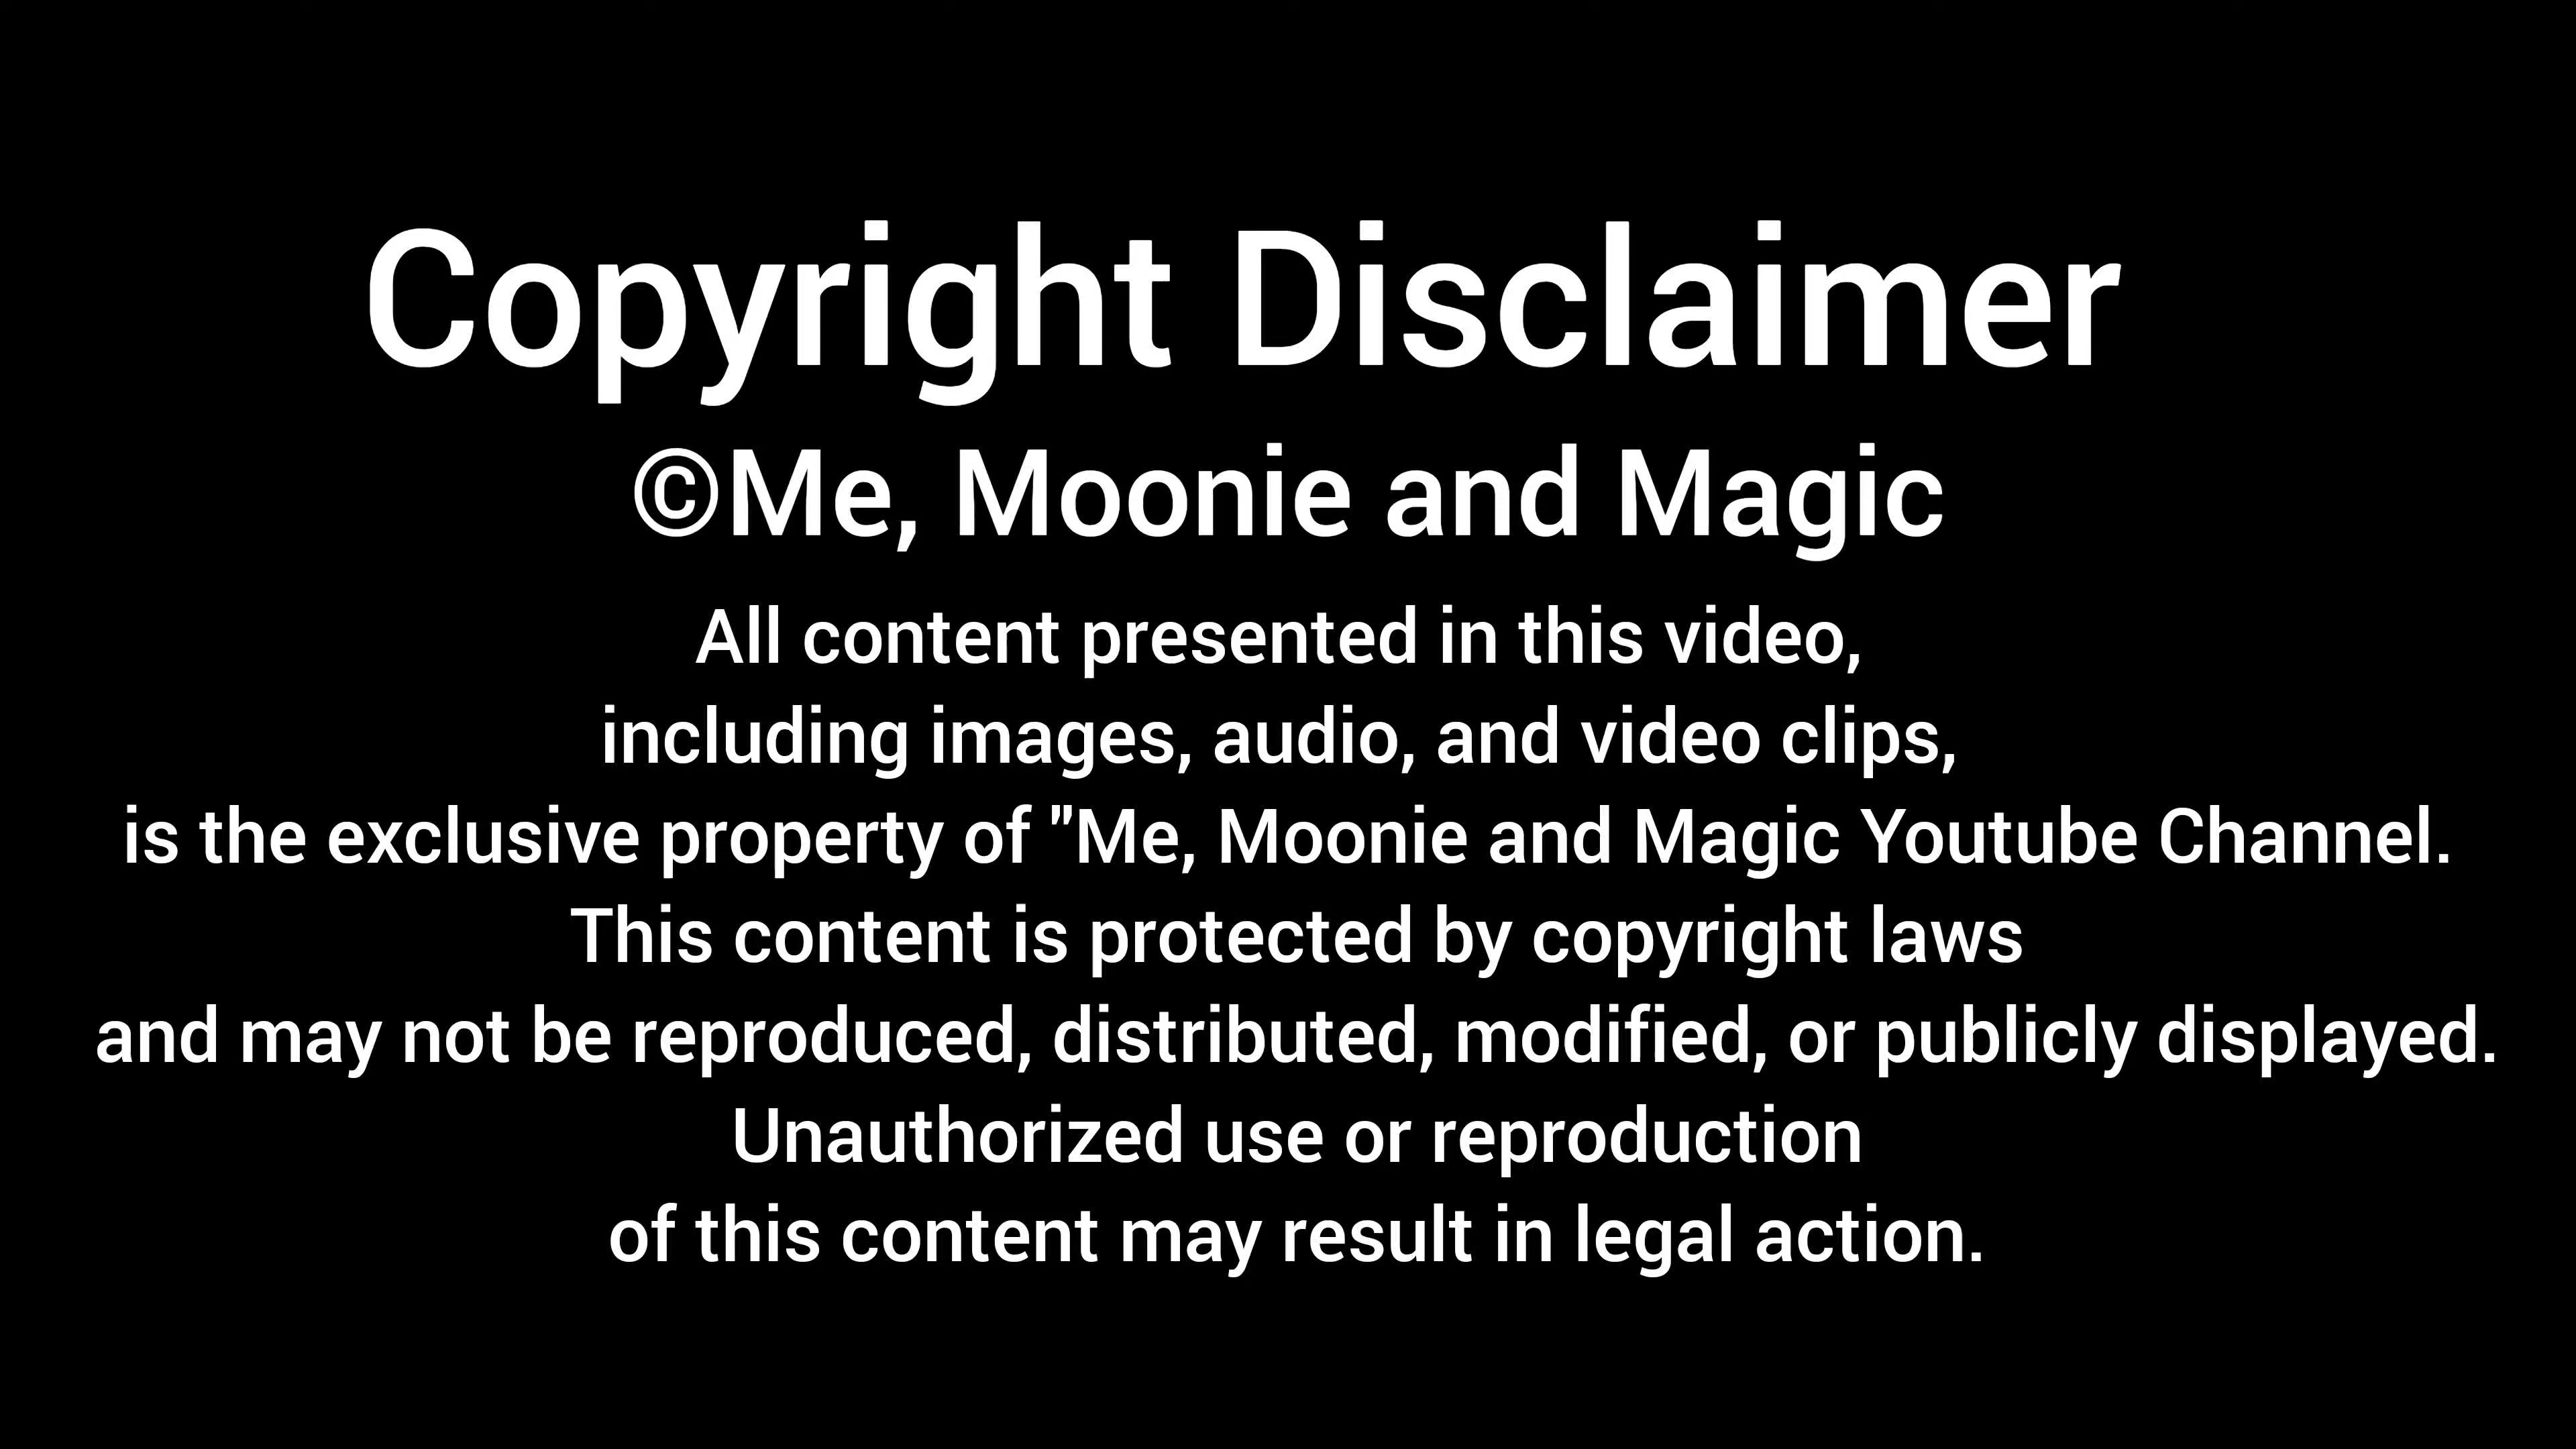 Copyright Disclaimer
©Me, Moonie and Magic
All content presented in this video,
including images, audio, and video clips,
is the exclusive property of "Me, Moonie and Magic Youtube Channel.
This content is protected by copyright laws
and may not be reproduced, distributed, modified, or publicly displayed.
Unauthorized use or reproduction
of this content may result in legal action.